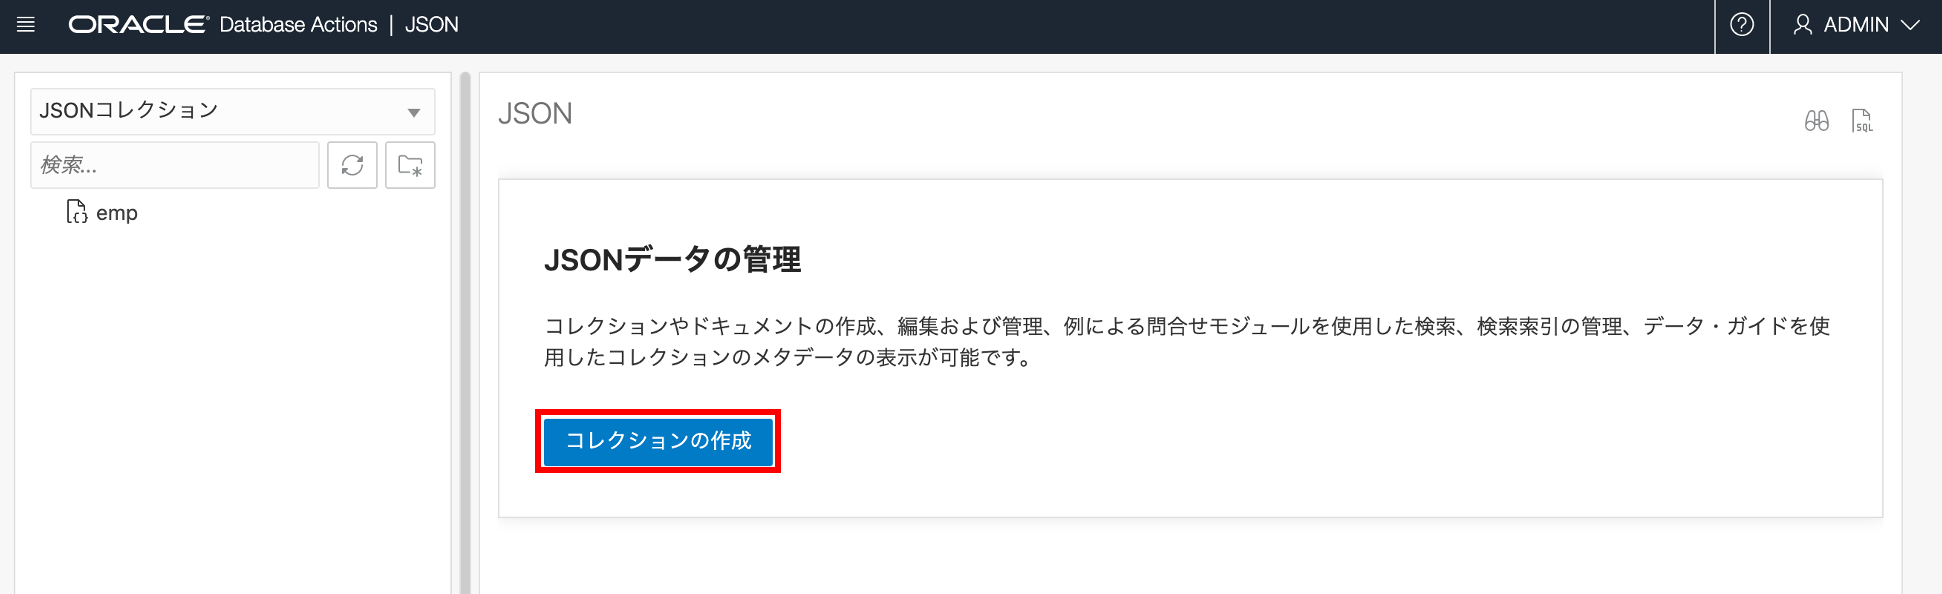 ORACLE Database Actions | JSON
ADMIN
JSONコレクション
検索...
emp
JSON
SQL
JSONデータの管理
コレクションやドキュメントの作成、編集および管理、例による問合せモジュールを使用した検索、検索索引の管理、データ・ガイドを使
用したコレクションのメタデータの表示が可能です。
コレクションの作成